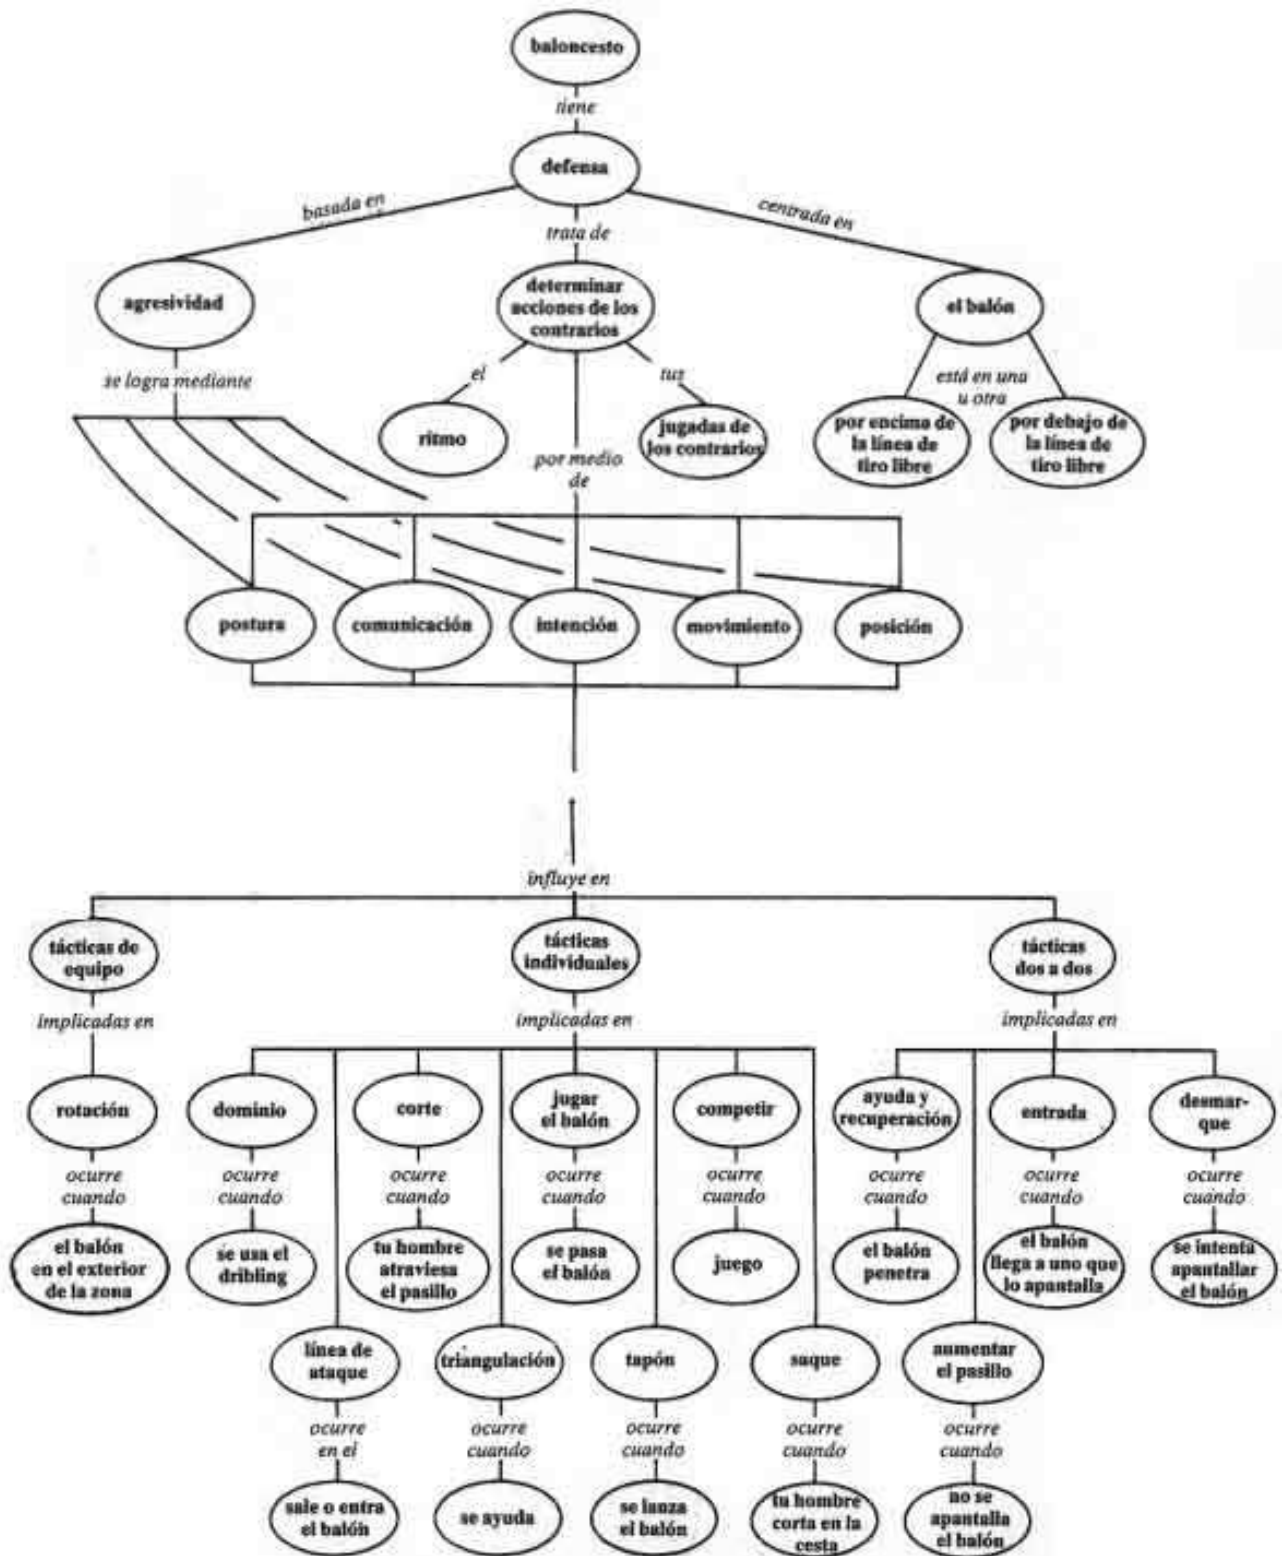 baloncesto
tiene
defensa
basada en
trata de
centrada en
agresividad
determinar
acciones de los
contrarios
el balón
se logra mediante
el
tus
está en una
u otra
ritmo
jugadas de
los contrarios
por encima de
la línea de
tiro libre
por debajo de
la línea de
tiro libre
por medio
de
postura
comunicación
intención
movimiento
posición
influye en
tácticas de
equipo
tácticas
individuales
tácticas
dos a dos
implicadas en
implicadas en
implicadas en
rotación
dominio
corte
jugar
el balón
competir
ayuda y
recuperación
entrada
desmar-
que
ocurre
cuando
ocurre
cuando
ocurre
cuando
ocurre
cuando
ocurre
cuando
ocurre
cuando
ocurre
cuando
ocurre
cuando
el balón
en el exterior
de la zona
se usa el
dribling
tu hombre
atraviesa
el pasillo
se pasa
el balón
juego
el balón
penetra
el balón
llega a uno que
lo apantalla
se intenta
apantallar
el balón
línea de
ataque
triangulación
tapón
saque
aumentar
el pasillo
ocurre
en el
ocurre
cuando
ocurre
cuando
ocurre
cuando
ocurre
cuando
sale o entra
el balón
se ayuda
se lanza
el balón
tu hombre
corta en la
cesta
no se
apantalla
el balón